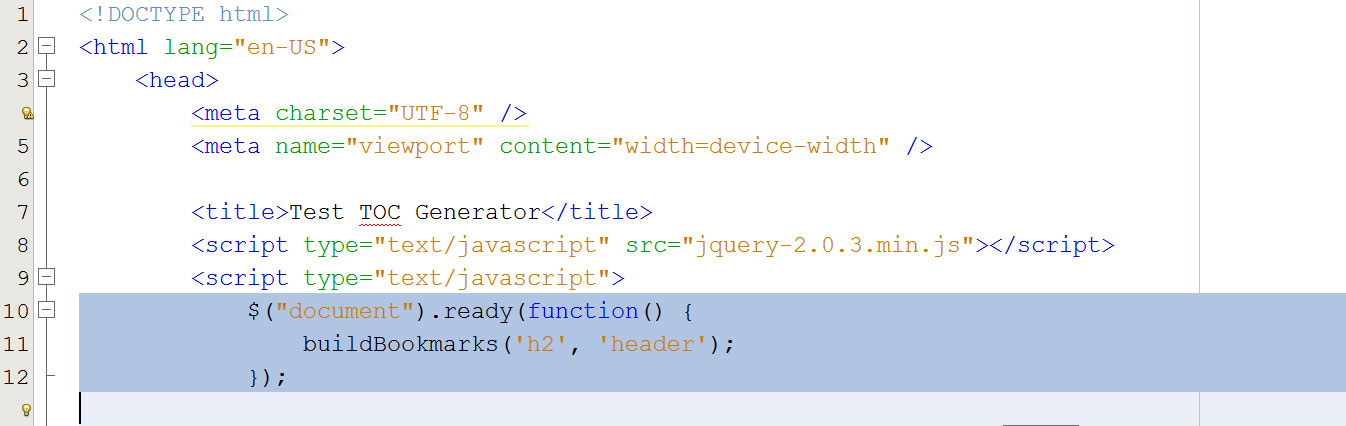 1 <!DOCTYPE html>
2 <html lang="en-US">
3 <head>
<meta charset="UTF-8" />
5 <meta name="viewport" content="width=device-width" />
6
7 <title>Test TOC Generator</title>
8 <script type="text/javascript" src="jquery-2.0.3.min.js"></script>
9 <script type="text/javascript">
10 $("document").ready(function() {
11 buildBookmarks('h2', 'header');
12 });